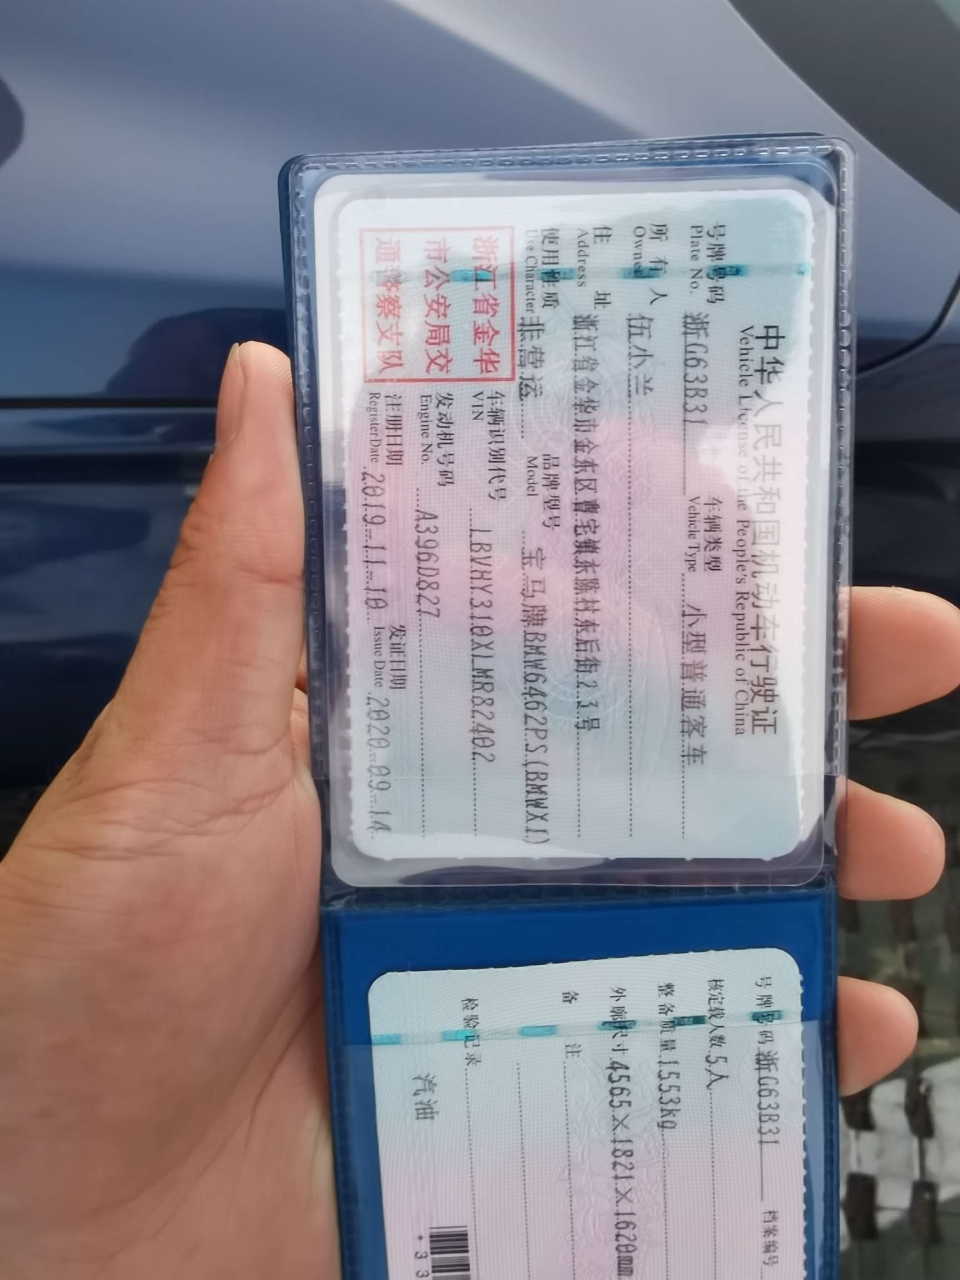 中华人民共和国机动车行驶证
Vehicle License of the People's Republic of China
号牌号码 浙G63B31 车辆类型 小型普通客车
Plate No. Vehicle Type
所有人 伍小兰
Owner
住址 浙江省金华市金东区曹宅镇东陈村东后街23号
Address
使用性质 非营运 品牌型号 宝马牌BMW6462PS(BMWX1)
Use Character Model
浙江省金华
市公安局交
通警察支队
车辆识别代号 LBVHY310XLMR82402
VIN
发动机号码 A396D827
Engine No.
注册日期 2019-11-10 发证日期 2020-09-14
Register Date Issue Date
号牌号码 浙G63B31 档案编号
核定载人数 5人
整备质量 1553kg
外廓尺寸 4565×1821×1620mm
备注
检验记录
汽油
*33